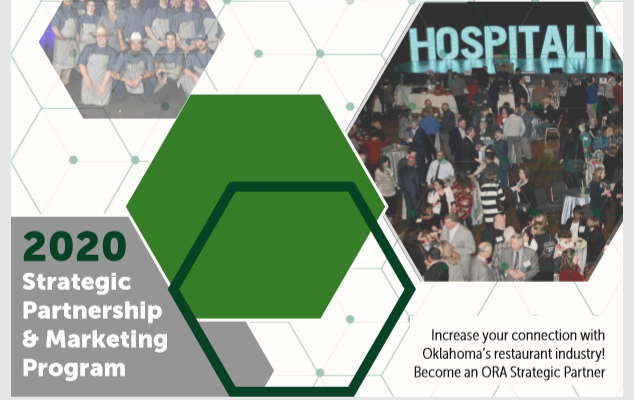 HOSPITALIT
2020
Strategic
Partnership
& Marketing
Program
Increase your connection with
Oklahoma's restaurant industry!
Become an ORA Strategic Partner